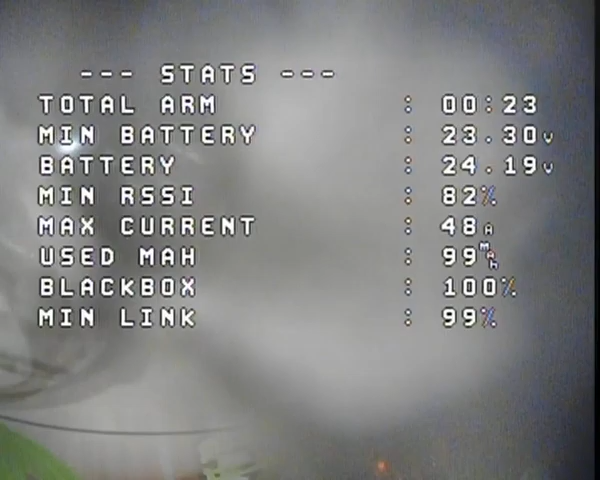 --- STATS ---
TOTAL ARM : 00:23
MIN BATTERY : 23.30V
BATTERY : 24.19V
MIN RSSI : 82%
MAX CURRENT : 48A
USED MAH : 99mAh
BLACKBOX : 100%
MIN LINK : 99%